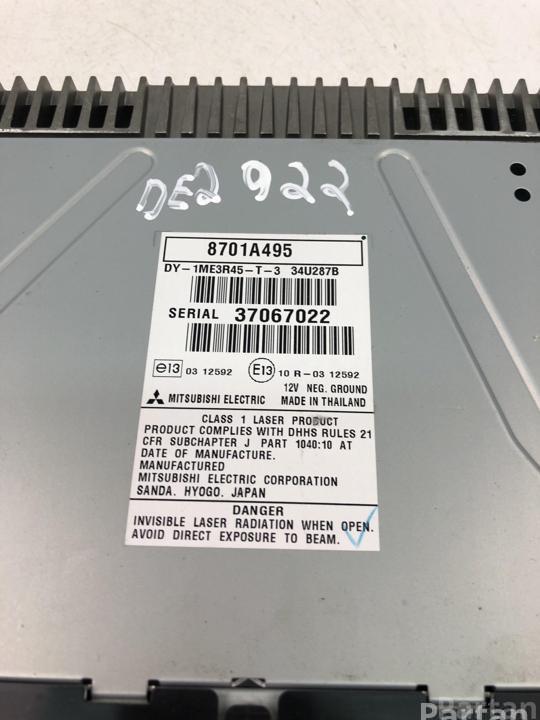 DE2 922
8701A495
DY-1ME3R45-T-3 34U287B
SERIAL 37067022
e13 03 12592 E13 10 R-03 12592
12V NEG. GROUND
MITSUBISHI ELECTRIC MADE IN THAILAND
CLASS 1 LASER PRODUCT
PRODUCT COMPLIES WITH DHHS RULES 21
CFR SUBCHAPTER J PART 1040:10 AT
DATE OF MANUFACTURE.
MANUFACTURED
MITSUBISHI ELECTRIC CORPORATION
SANDA. HYOGO. JAPAN
DANGER
INVISIBLE LASER RADIATION WHEN OPEN.
AVOID DIRECT EXPOSURE TO BEAM.
Partan
Partan